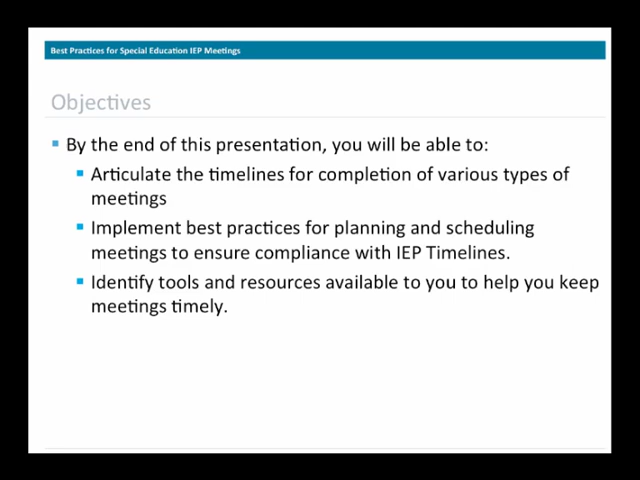 Best Practices for Special Education IEP Meetings
Objectives
By the end of this presentation, you will be able to:
Articulate the timelines for completion of various types of
meetings
Implement best practices for planning and scheduling
meetings to ensure compliance with IEP Timelines.
Identify tools and resources available to you to help you keep
meetings timely.